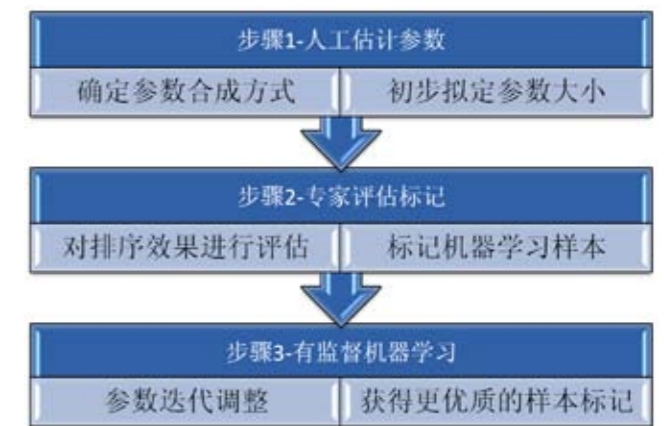 步骤1-人工估计参数
确定参数合成方式 初步拟定参数大小
步骤2-专家评估标记
对排序效果进行评估 标记机器学习样本
步骤3-有监督机器学习
参数迭代调整 获得更优质的样本标记